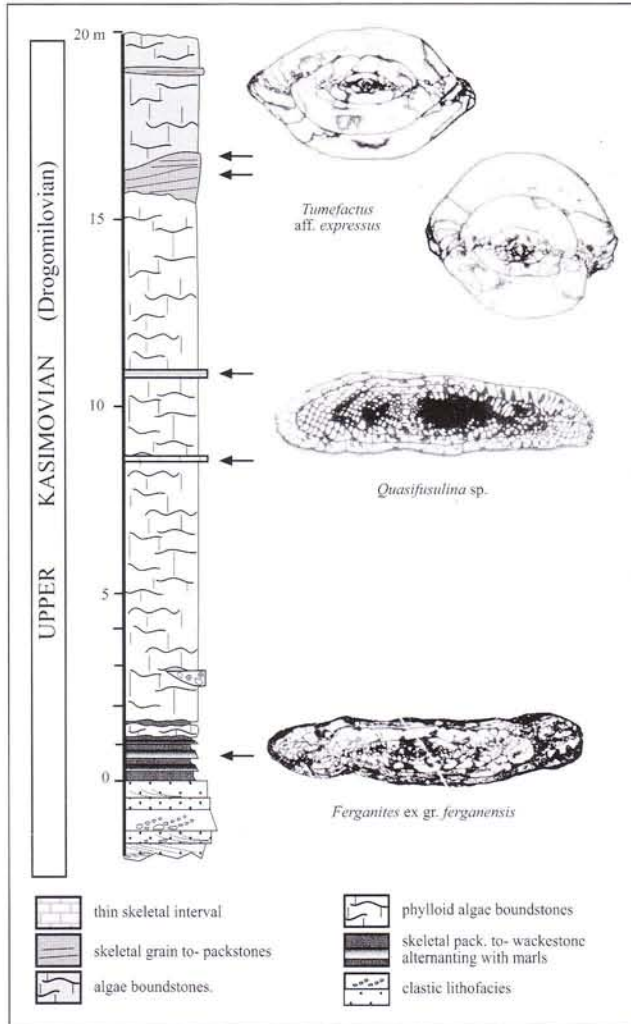 20 m
15
10
5
0
UPPER KASIMOVIAN (Drogomilovian)
Tumefactus
aff. expressus
Quasifusulina sp.
Ferganites ex gr. ferganensis
thin skeletal interval
skeletal grain to- packstones
algae boundstones.
phylloid algae boundstones
skeletal pack. to- wackestone
alternanting with marls
clastic lithofacies